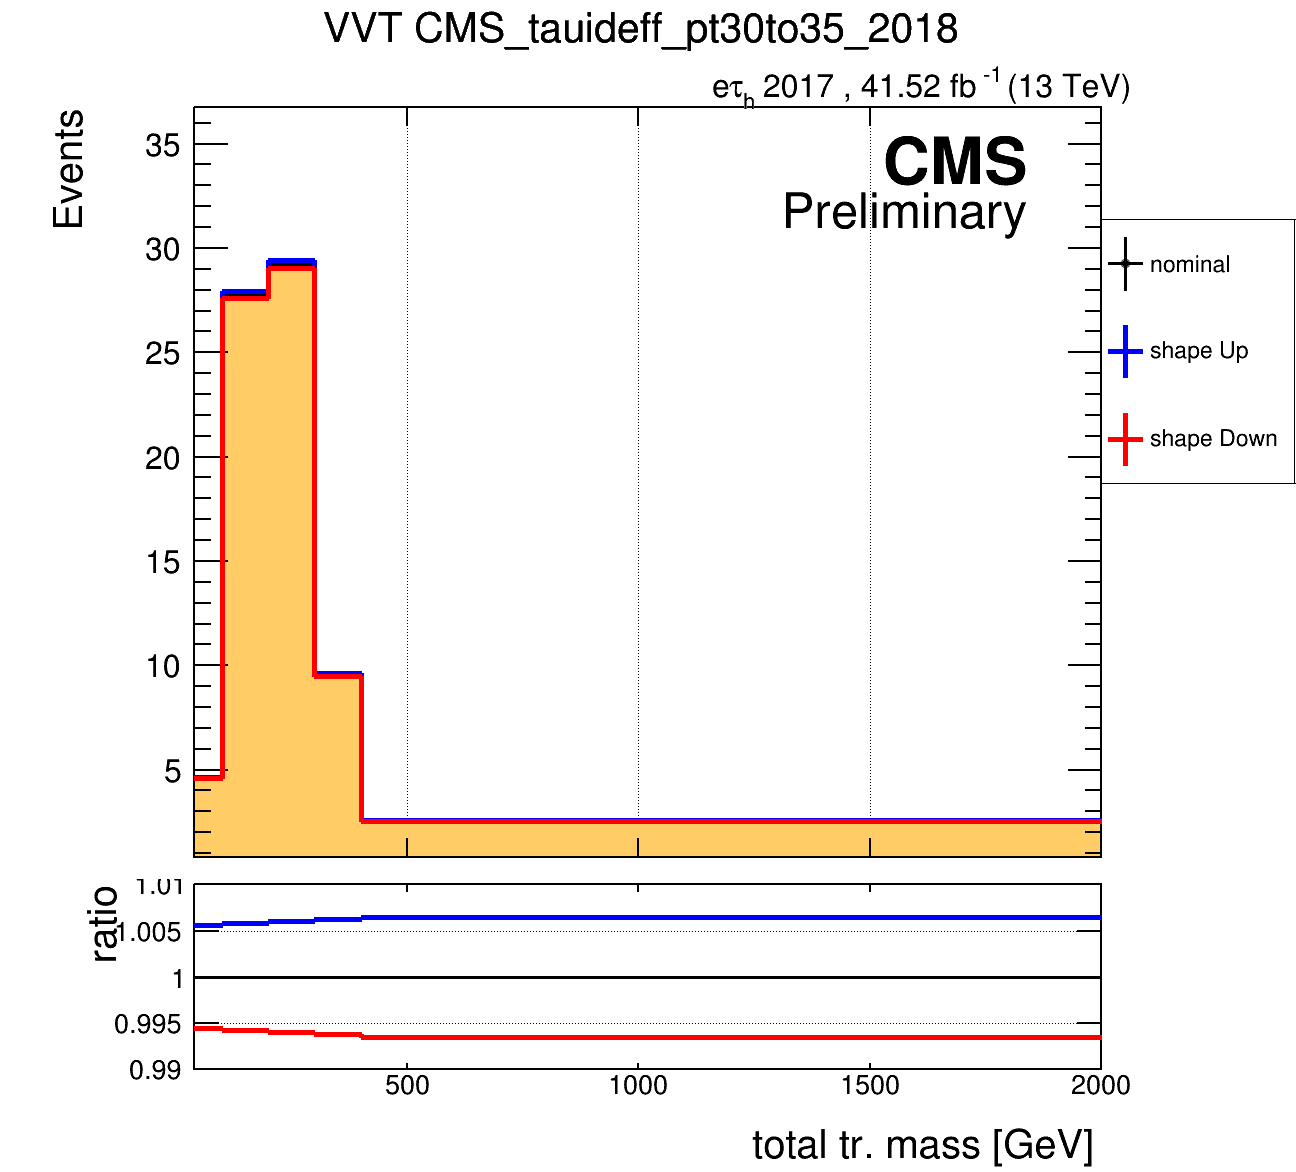 VVT CMS_tauideff_pt30to35_2018
eτh 2017 , 41.52 fb -1 (13 TeV)
Events
CMS
Preliminary
35
30
25
20
15
10
5
nominal
shape Up
shape Down
ratio
1.01
1.005
1
0.995
0.99
500
1000
1500
2000
total tr. mass [GeV]